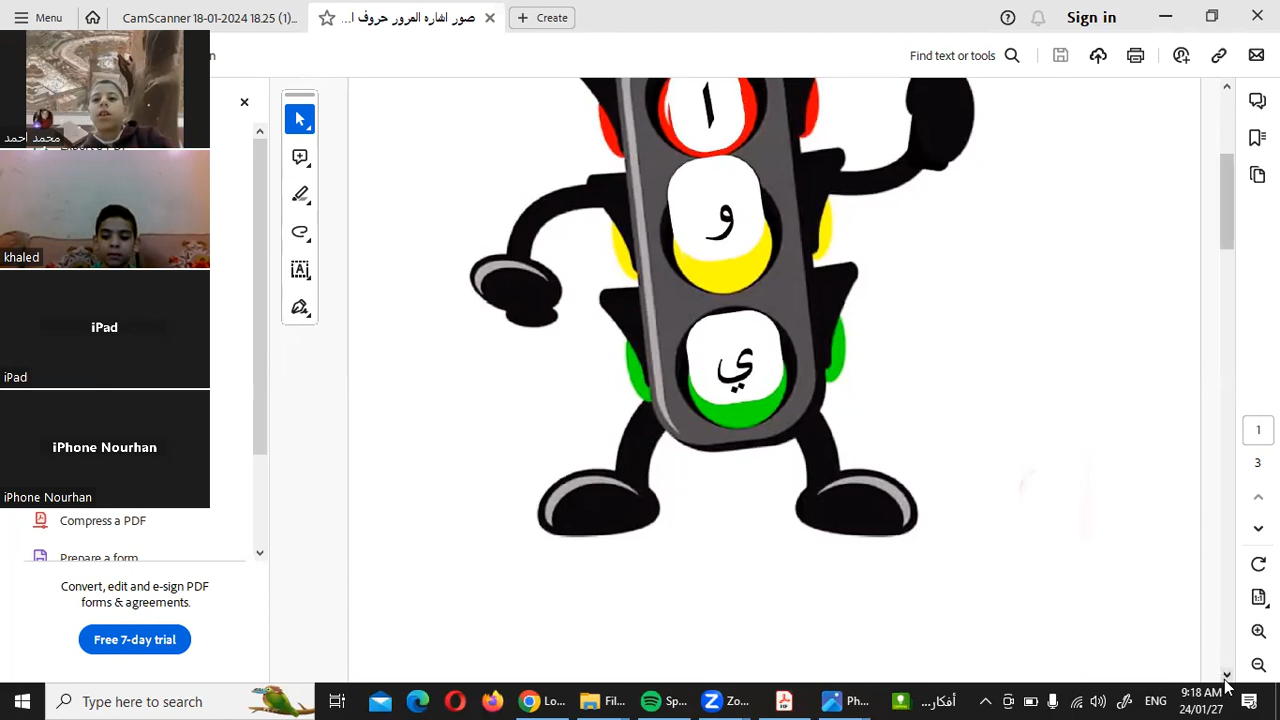 Menu
CamScanner 18-01-2024 18.25 (1)...
صور اشاره المرور حروف ا...
Create
Sign in
Find text or tools
محمد احمد
khaled
iPad
iPad
iPhone Nourhan
iPhone Nourhan
ا
و
ي
1
3
Compress a PDF
Prepare a form
Convert, edit and e-sign PDF
forms & agreements.
Free 7-day trial
Type here to search
Lo...
Fil...
Sp...
Zo...
Ph...
أفكار...
ENG
9:18 AM
24/01/27